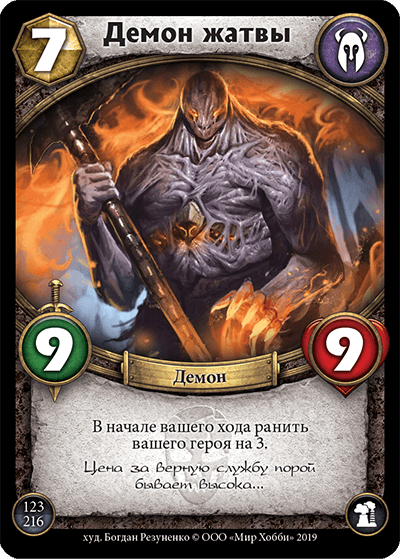 7
Демон жатвы
9
9
Демон
В начале вашего хода ранить
вашего героя на 3.
Цена за верную службу порой
бывает высока...
123
216
худ. Богдан Резуненко © ООО «Мир Хобби» 2019